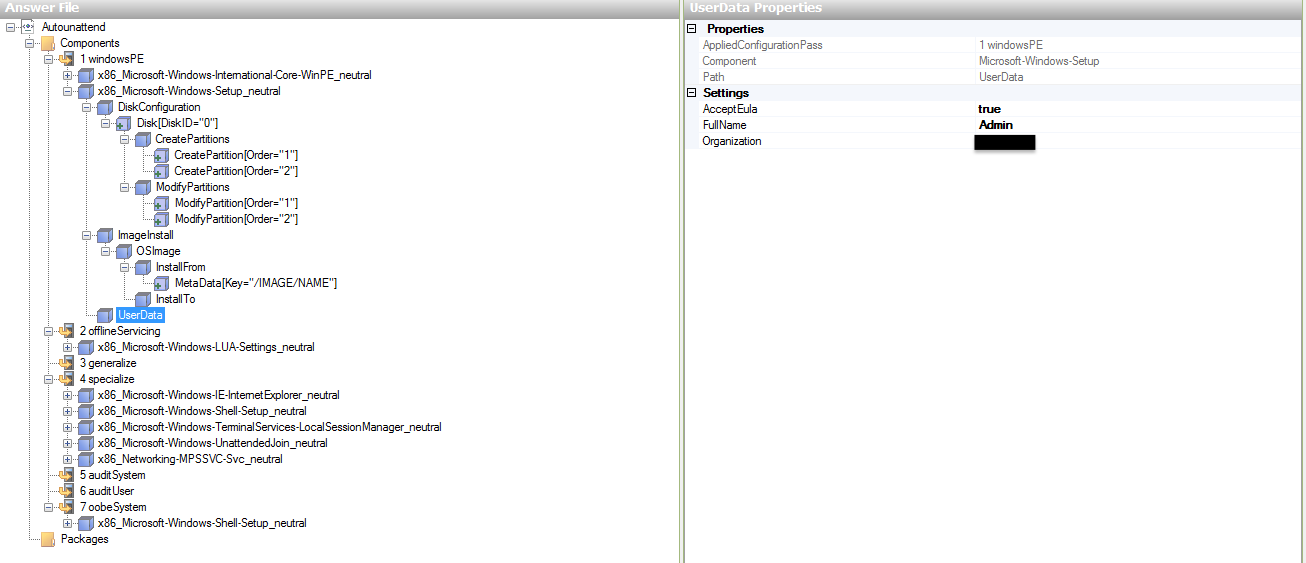 Answer File
Autounattend
Components
1 windowsPE
x86_Microsoft-Windows-International-Core-WinPE_neutral
x86_Microsoft-Windows-Setup_neutral
DiskConfiguration
Disk[DiskID="0"]
CreatePartitions
CreatePartition[Order="1"]
CreatePartition[Order="2"]
ModifyPartitions
ModifyPartition[Order="1"]
ModifyPartition[Order="2"]
ImageInstall
OSImage
InstallFrom
MetaData[Key="/IMAGE/NAME"]
InstallTo
UserData
2 offlineServicing
x86_Microsoft-Windows-LUA-Settings_neutral
3 generalize
4 specialize
x86_Microsoft-Windows-IE-InternetExplorer_neutral
x86_Microsoft-Windows-Shell-Setup_neutral
x86_Microsoft-Windows-TerminalServices-LocalSessionManager_neutral
x86_Microsoft-Windows-UnattendedJoin_neutral
x86_Networking-MPSSVC-Svc_neutral
5 auditSystem
6 auditUser
7 oobeSystem
x86_Microsoft-Windows-Shell-Setup_neutral
Packages
UserData Properties
Properties
AppliedConfigurationPass 1 windowsPE
Component Microsoft-Windows-Setup
Path UserData
Settings
AcceptEula true
FullName Admin
Organization